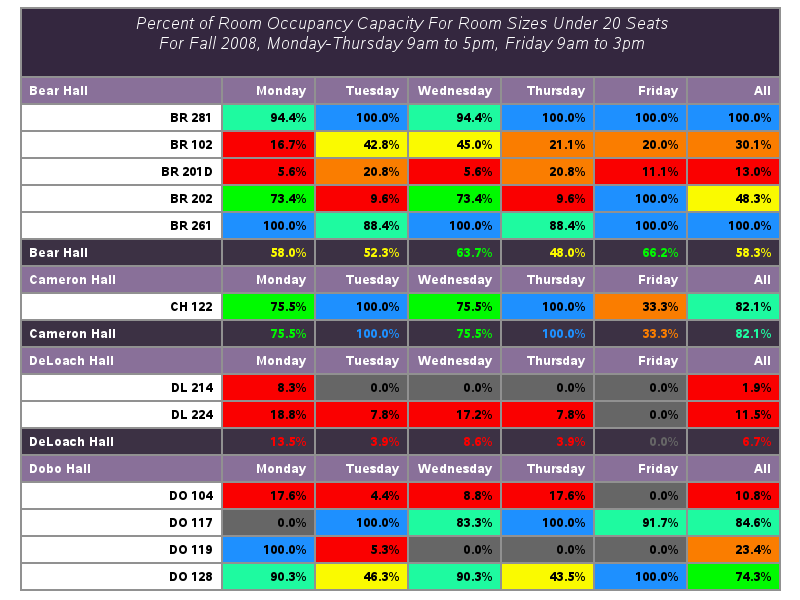 Percent of Room Occupancy Capacity For Room Sizes Under 20 Seats
For Fall 2008, Monday-Thursday 9am to 5pm, Friday 9am to 3pm
Bear Hall Monday Tuesday Wednesday Thursday Friday All
BR 281 94.4% 100.0% 94.4% 100.0% 100.0% 100.0%
BR 102 16.7% 42.8% 45.0% 21.1% 20.0% 30.1%
BR 201D 5.6% 20.8% 5.6% 20.8% 11.1% 13.0%
BR 202 73.4% 9.6% 73.4% 9.6% 100.0% 48.3%
BR 261 100.0% 88.4% 100.0% 88.4% 100.0% 100.0%
Bear Hall 58.0% 52.3% 63.7% 48.0% 66.2% 58.3%
Cameron Hall Monday Tuesday Wednesday Thursday Friday All
CH 122 75.5% 100.0% 75.5% 100.0% 33.3% 82.1%
Cameron Hall 75.5% 100.0% 75.5% 100.0% 33.3% 82.1%
DeLoach Hall Monday Tuesday Wednesday Thursday Friday All
DL 214 8.3% 0.0% 0.0% 0.0% 0.0% 1.9%
DL 224 18.8% 7.8% 17.2% 7.8% 0.0% 11.5%
DeLoach Hall 13.5% 3.9% 8.6% 3.9% 0.0% 6.7%
Dobo Hall Monday Tuesday Wednesday Thursday Friday All
DO 104 17.6% 4.4% 8.8% 17.6% 0.0% 10.8%
DO 117 0.0% 100.0% 83.3% 100.0% 91.7% 84.6%
DO 119 100.0% 5.3% 0.0% 0.0% 0.0% 23.4%
DO 128 90.3% 46.3% 90.3% 43.5% 100.0% 74.3%